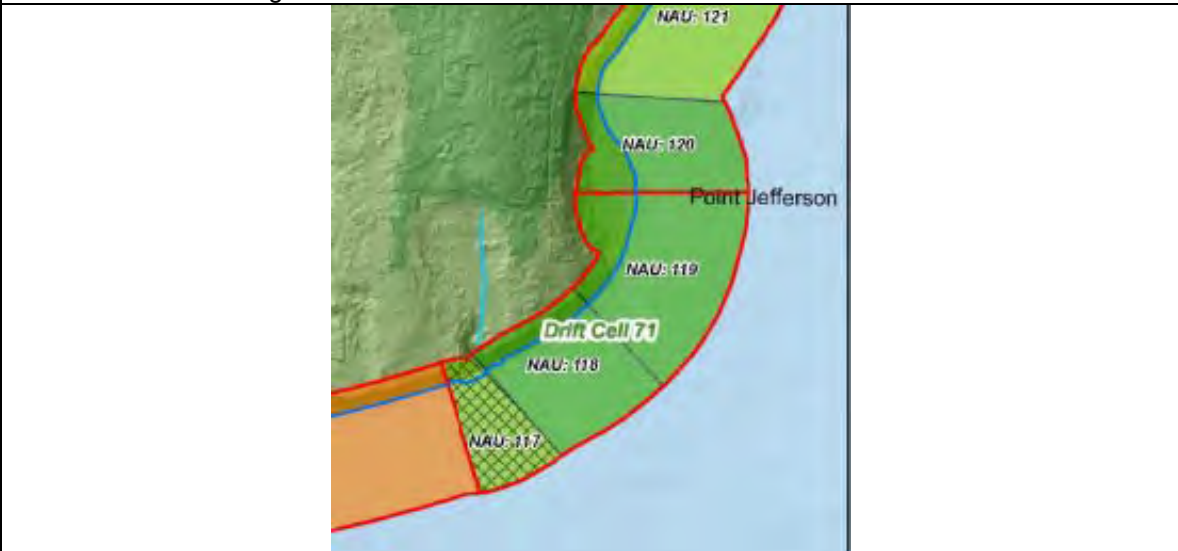 NAU: 121
NAU: 120
Point Jefferson
NAU: 119
Drift Cell 71
NAU: 118
NAU: 117